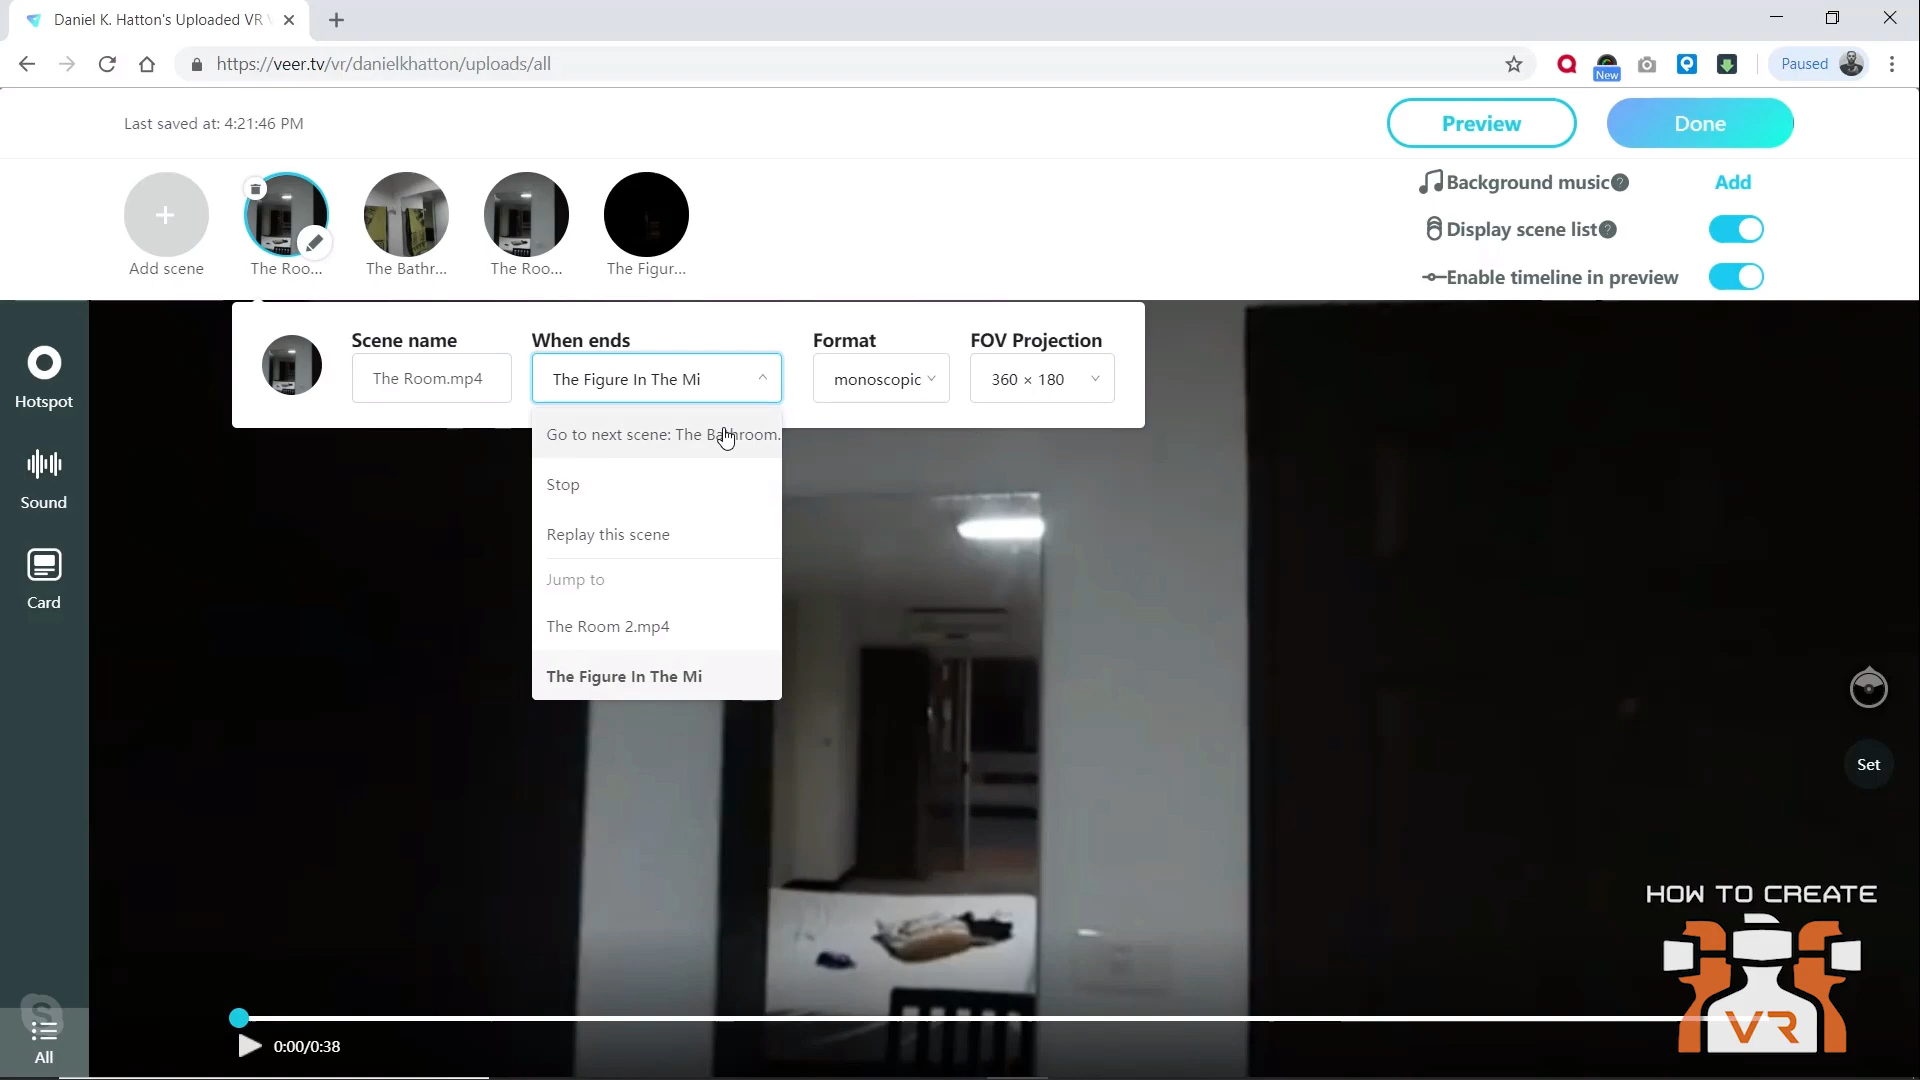 Daniel K. Hatton's Uploaded VR
https://veer.tv/vr/danielkhatton/uploads/all
New
Paused
Last saved at: 4:21:46 PM
Preview
Done
Background music
Add
Display scene list
Enable timeline in preview
Add scene
The Roo...
The Bathr...
The Roo...
The Figur...
Hotspot
Sound
Card
All
Scene name
When ends
Format
FOV Projection
The Room.mp4
The Figure In The Mi
monoscopic
360 × 180
Go to next scene: The Bathroom.
Stop
Replay this scene
Jump to
The Room 2.mp4
The Figure In The Mi
Set
HOW TO CREATE
VR
0:00/0:38